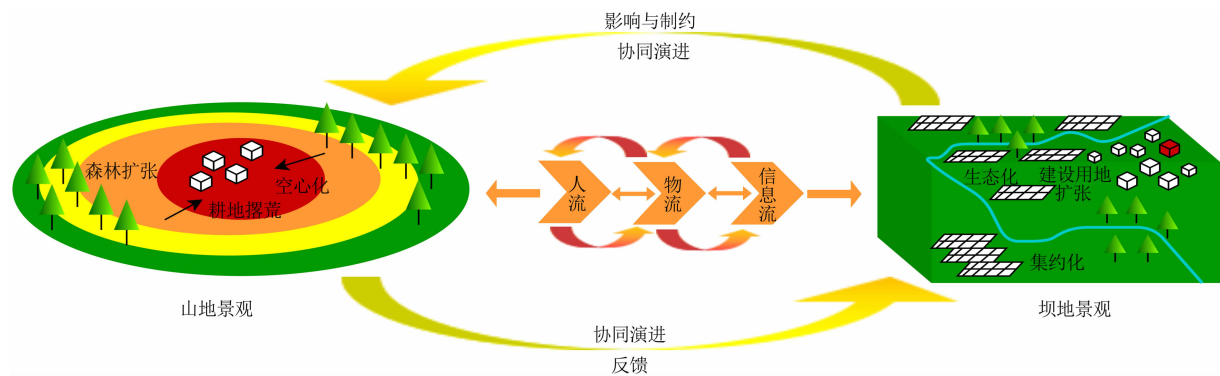 影响与制约
协同演进
森林扩张
空心化
耕地撂荒
人流
物流
信息流
生态化
建设用地
扩张
集约化
山地景观
坝地景观
协同演进
反馈